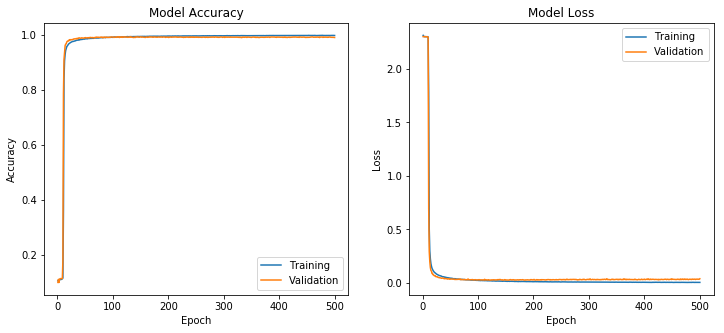 Model Accuracy
1.0
0.8
0.6
0.4
0.2
Accuracy
0 100 200 300 400 500
Epoch
Training
Validation
Model Loss
2.0
1.5
1.0
0.5
0.0
Loss
0 100 200 300 400 500
Epoch
Training
Validation